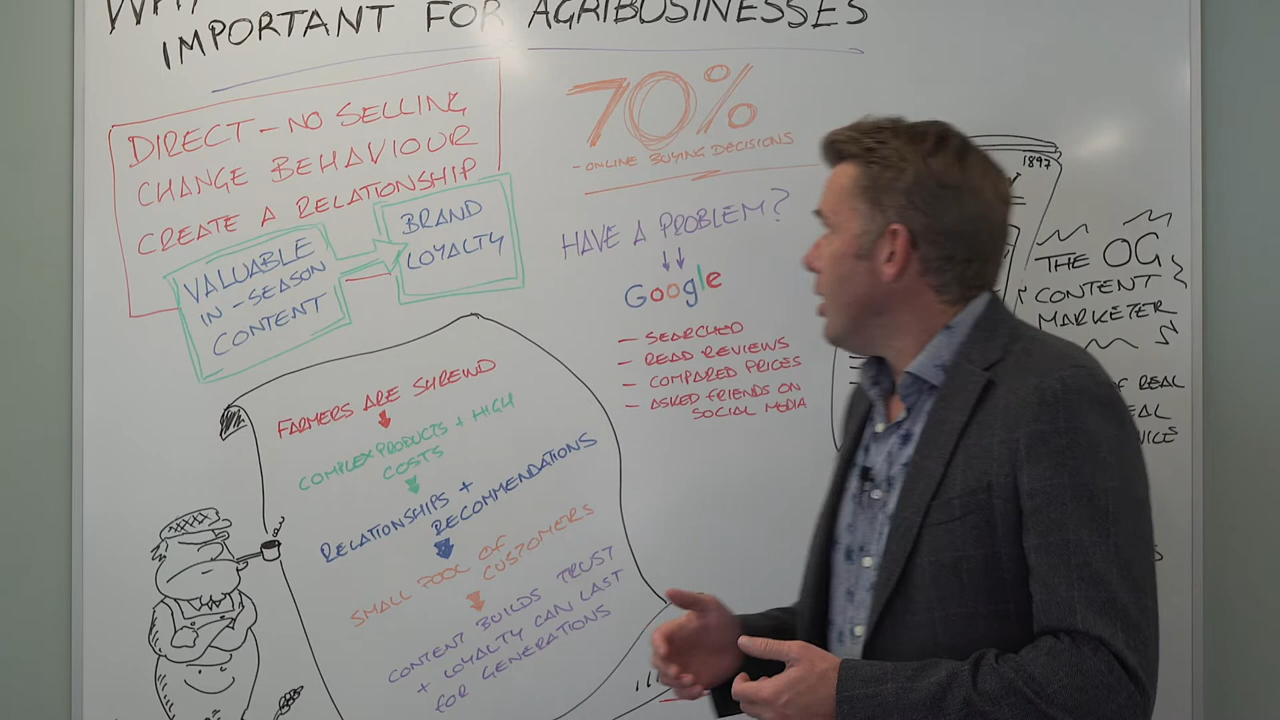 IMPORTANT FOR AGRIBUSINESSES
DIRECT - NO SELLING
CHANGE BEHAVIOUR
CREATE A RELATIONSHIP
VALUABLE
IN-SEASON
CONTENT
BRAND
LOYALTY
70%
- ONLINE BUYING DECISIONS
HAVE A PROBLEM?
Google
- SEARCHED
- READ REVIEWS
- COMPARED PRICES
- ASKED FRIENDS ON
SOCIAL MEDIA
FARMERS ARE SHREWD
COMPLEX PRODUCTS + HIGH
COSTS
RELATIONSHIPS +
RECOMMENDATIONS
SMALL POOL OF
CUSTOMERS
CONTENT BUILDS TRUST
+ LOYALTY CAN LAST
FOR GENERATIONS
1897
THE OG
CONTENT
MARKETER
OF REAL